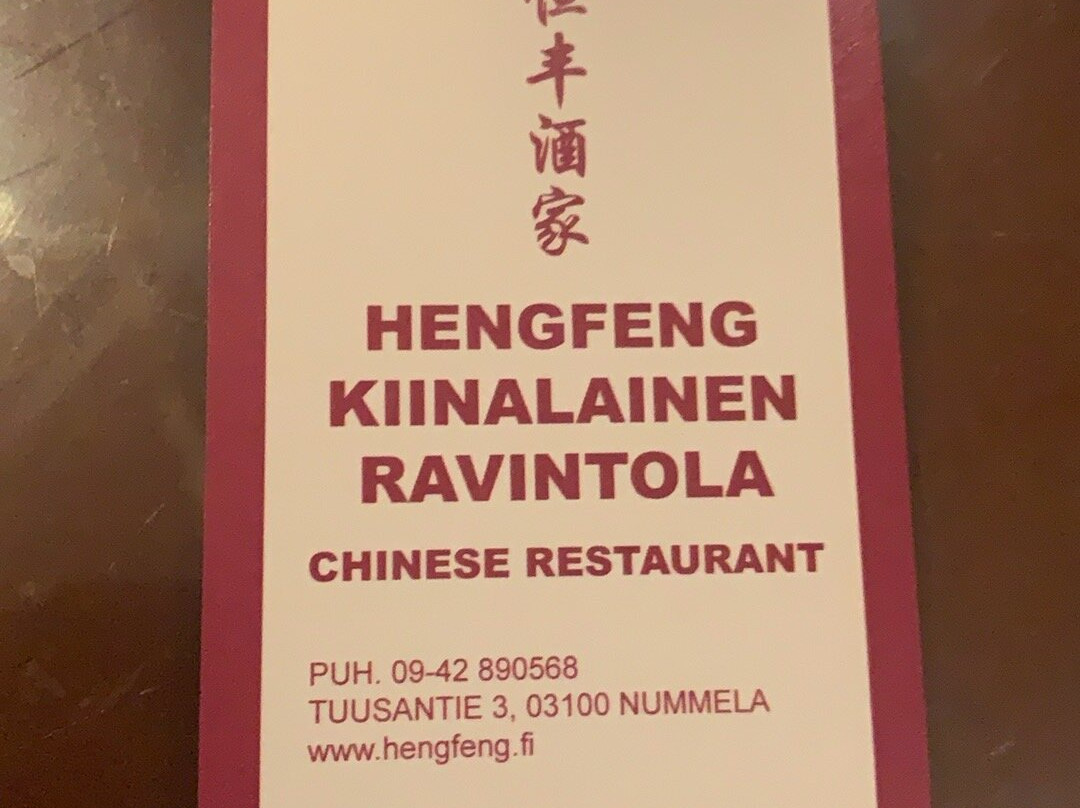 恒
丰
酒
家
HENGFENG
KIINALAINEN
RAVINTOLA
CHINESE RESTAURANT
PUH. 09-42 890568
TUUSANTIE 3, 03100 NUMMELA
www.hengfeng.fi